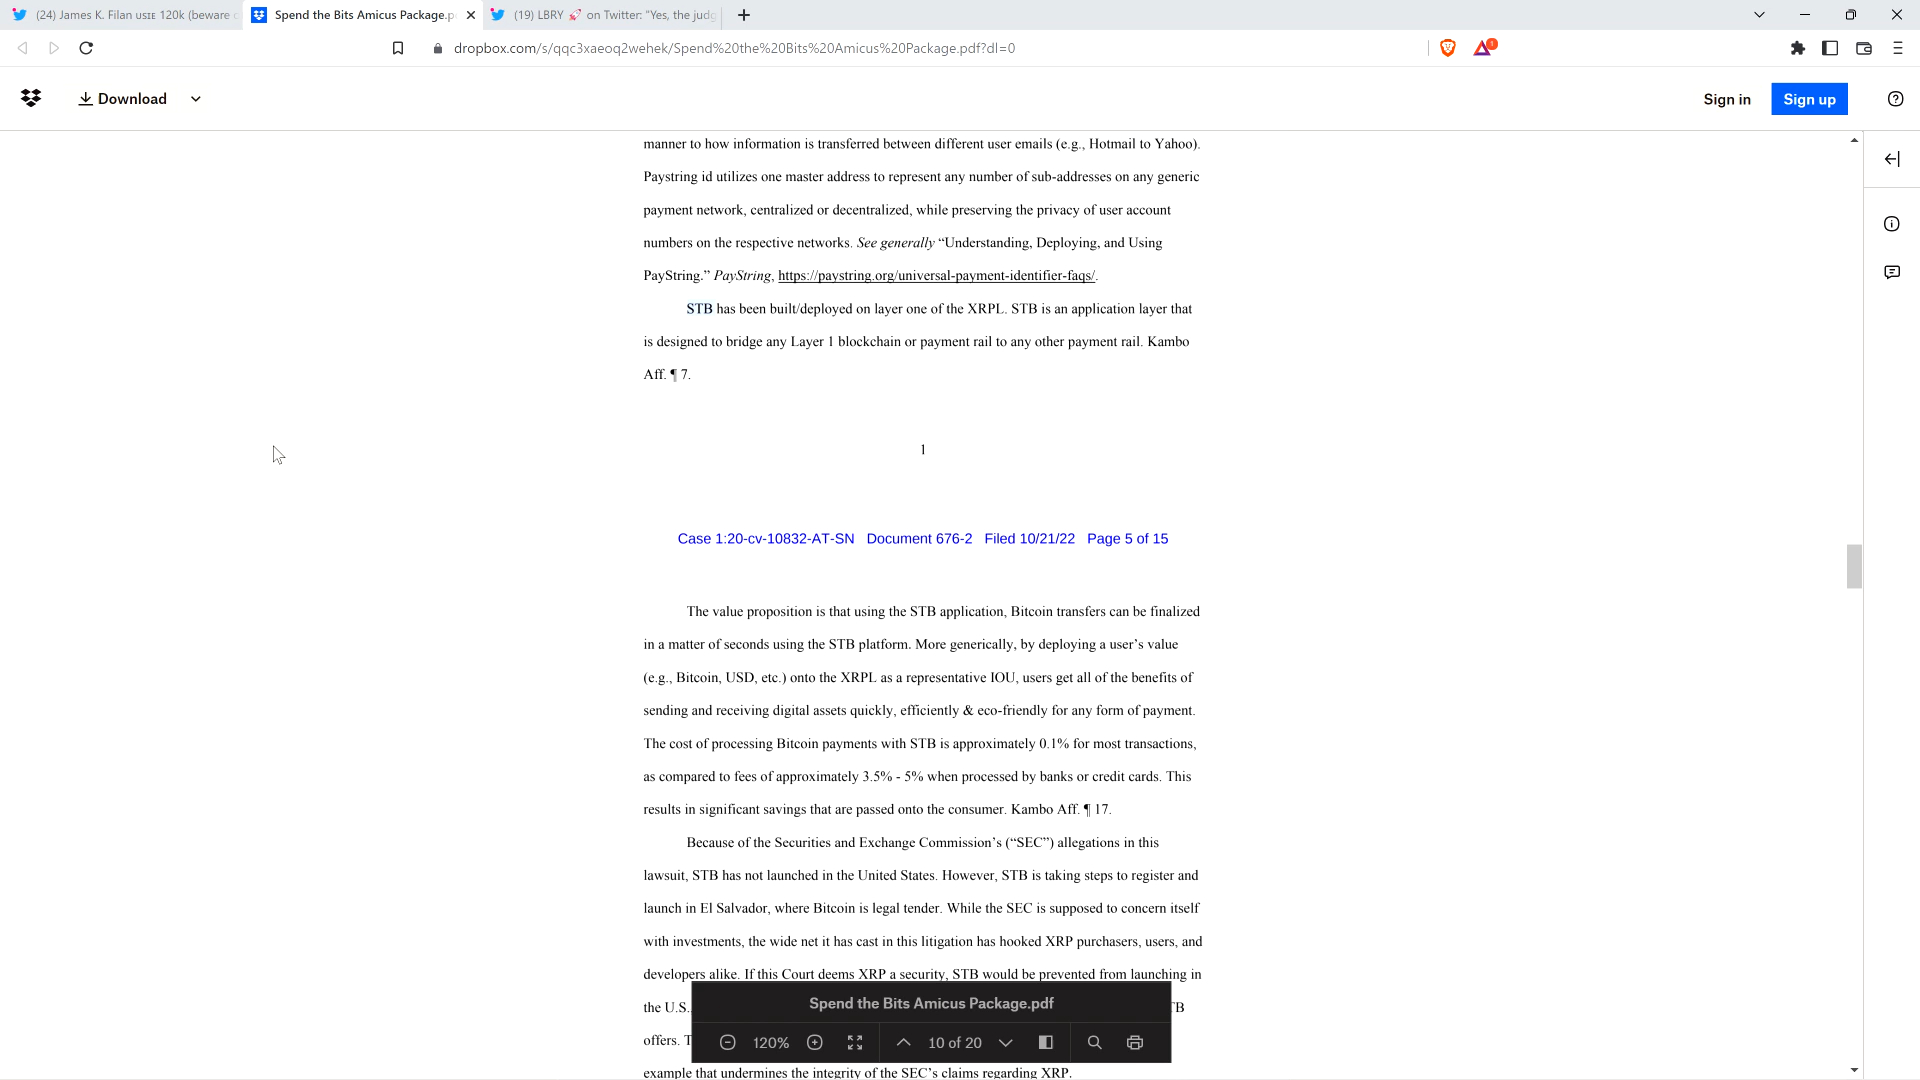 (24) James K. Filan usɪᴇ 120k (beware
Spend the Bits Amicus Package.p
(19) LBRY 🚀 on Twitter: "Yes, the judg
dropbox.com/s/qqc3xaeoq2wehek/Spend%20the%20Bits%20Amicus%20Package.pdf?dl=0
1
Download
Sign in
Sign up
manner to how information is transferred between different user emails (e.g., Hotmail to Yahoo).
Paystring id utilizes one master address to represent any number of sub-addresses on any generic
payment network, centralized or decentralized, while preserving the privacy of user account
numbers on the respective networks. See generally “Understanding, Deploying, and Using
PayString.” PayString, https://paystring.org/universal-payment-identifier-faqs/.
STB has been built/deployed on layer one of the XRPL. STB is an application layer that
is designed to bridge any Layer 1 blockchain or payment rail to any other payment rail. Kambo
Aff. ¶ 7.
1
Case 1:20-cv-10832-AT-SN Document 676-2 Filed 10/21/22 Page 5 of 15
The value proposition is that using the STB application, Bitcoin transfers can be finalized
in a matter of seconds using the STB platform. More generically, by deploying a user’s value
(e.g., Bitcoin, USD, etc.) onto the XRPL as a representative IOU, users get all of the benefits of
sending and receiving digital assets quickly, efficiently & eco-friendly for any form of payment.
The cost of processing Bitcoin payments with STB is approximately 0.1% for most transactions,
as compared to fees of approximately 3.5% - 5% when processed by banks or credit cards. This
results in significant savings that are passed onto the consumer. Kambo Aff. ¶ 17.
Because of the Securities and Exchange Commission’s (“SEC”) allegations in this
lawsuit, STB has not launched in the United States. However, STB is taking steps to register and
launch in El Salvador, where Bitcoin is legal tender. While the SEC is supposed to concern itself
with investments, the wide net it has cast in this litigation has hooked XRP purchasers, users, and
developers alike. If this Court deems XRP a security, STB would be prevented from launching in
the U.S.
offers.
example that undermines the integrity of the SEC’s claims regarding XRP.
Spend the Bits Amicus Package.pdf
120%
10 of 20